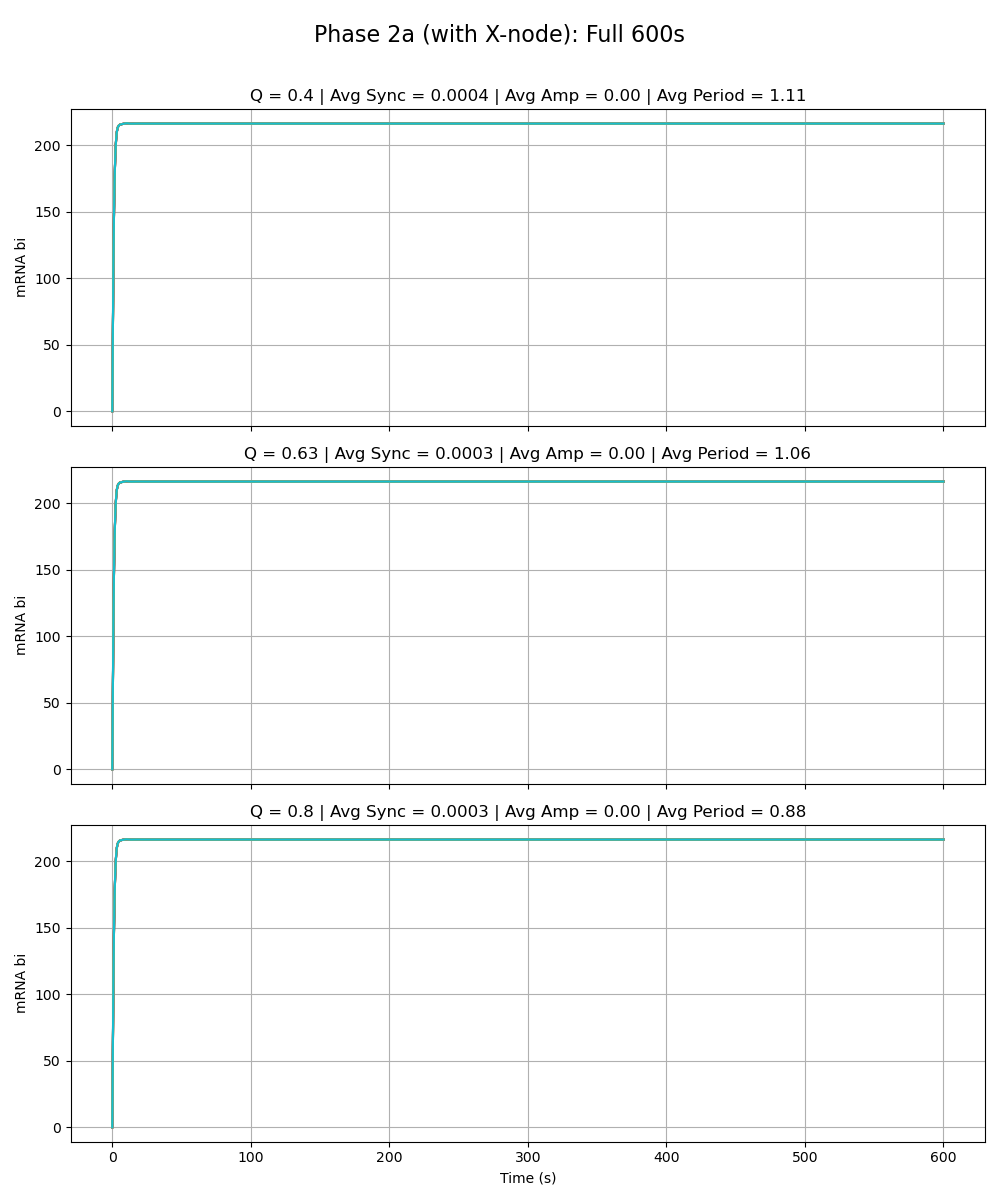 Phase 2a (with X-node): Full 600s
Q = 0.4 | Avg Sync = 0.0004 | Avg Amp = 0.00 | Avg Period = 1.11
200
150
100
50
0
mRNA bi
Q = 0.63 | Avg Sync = 0.0003 | Avg Amp = 0.00 | Avg Period = 1.06
200
150
100
50
0
mRNA bi
Q = 0.8 | Avg Sync = 0.0003 | Avg Amp = 0.00 | Avg Period = 0.88
200
150
100
50
0
mRNA bi
0 100 200 300 400 500 600
Time (s)